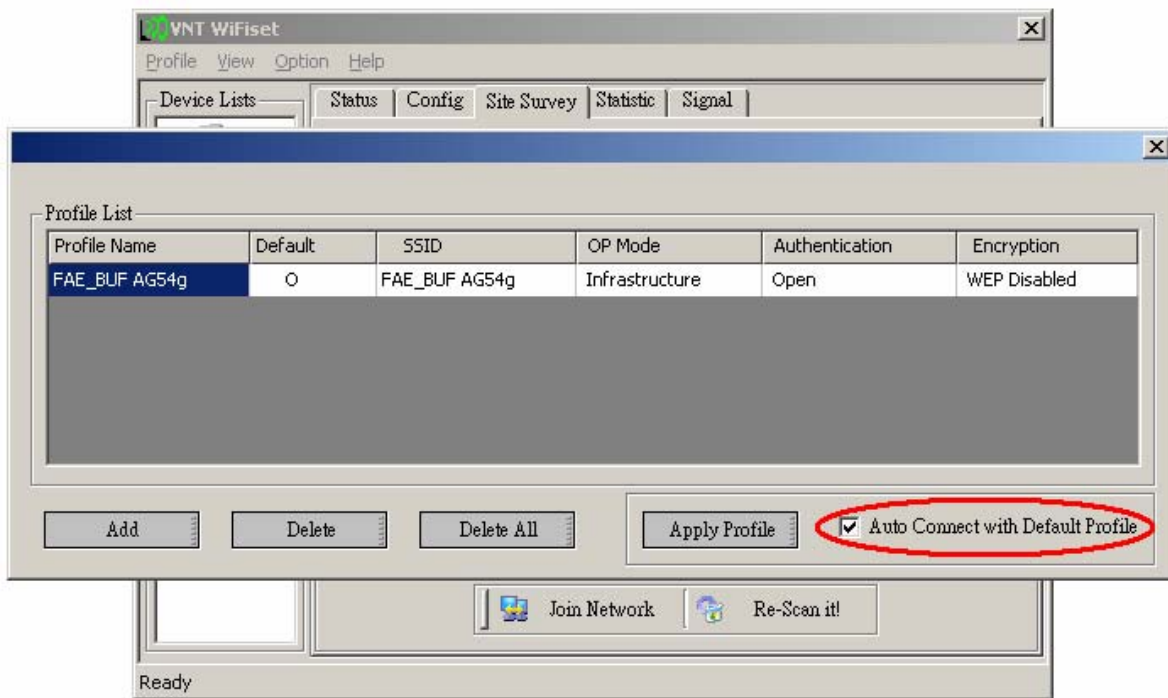 VNT WiFiset
Profile View Option Help
Device Lists
Status Config Site Survey Statistic Signal
Profile List
Profile Name Default SSID OP Mode Authentication Encryption
FAE_BUF AG54g O FAE_BUF AG54g Infrastructure Open WEP Disabled
Add Delete Delete All Apply Profile Auto Connect with Default Profile
Join Network Re-Scan it!
Ready